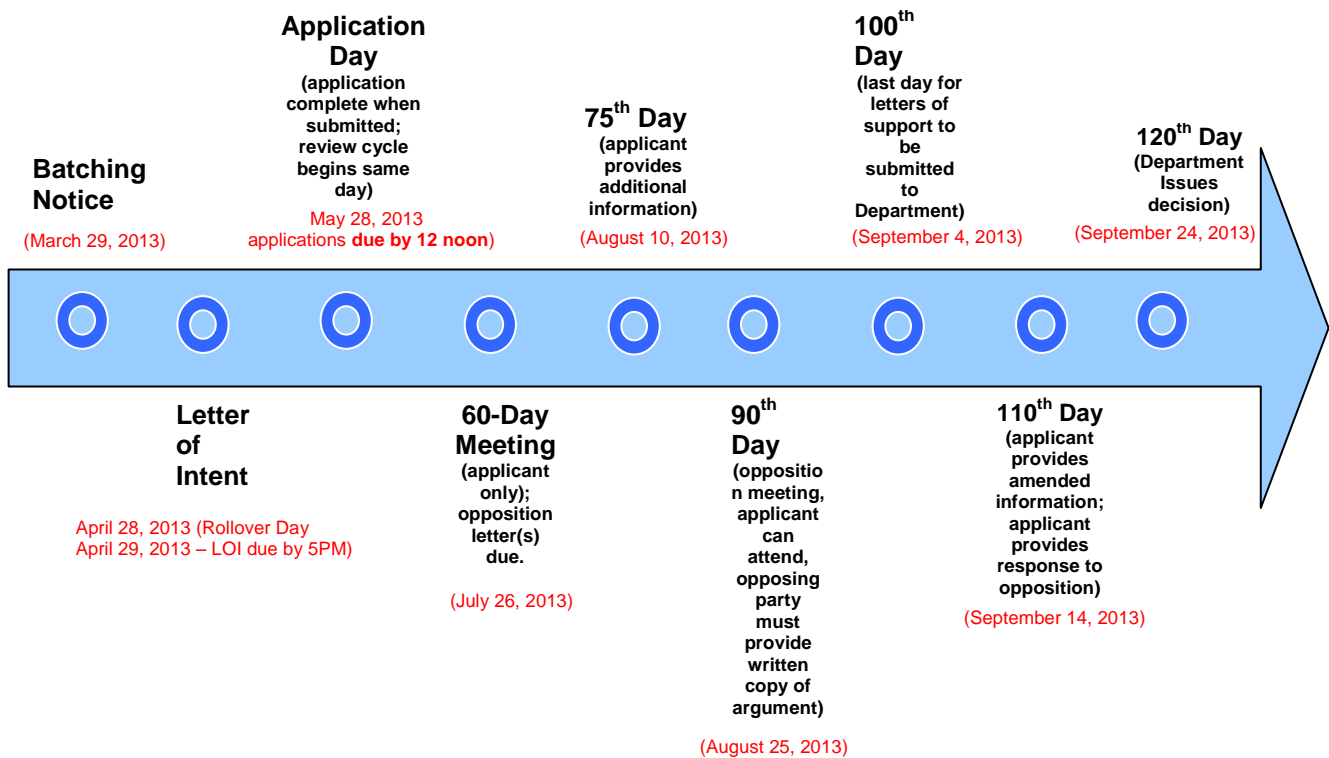 Batching
Notice
(March 29, 2013)
Letter
of
Intent
April 28, 2013 (Rollover Day
April 29, 2013 – LOI due by 5PM)
Application
Day
(application
complete when
submitted;
review cycle
begins same
day)
May 28, 2013
applications due by 12 noon)
60-Day
Meeting
(applicant
only);
opposition
letter(s)
due.
(July 26, 2013)
75th Day
(applicant
provides
additional
information)
(August 10, 2013)
90th
Day
(oppositio
n meeting,
applicant
can
attend,
opposing
party
must
provide
written
copy of
argument)
(August 25, 2013)
100th
Day
(last day for
letters of
support to
be
submitted
to
Department)
(September 4, 2013)
110th Day
(applicant
provides
amended
information;
applicant
provides
response to
opposition)
(September 14, 2013)
120th Day
(Department
Issues
decision)
(September 24, 2013)